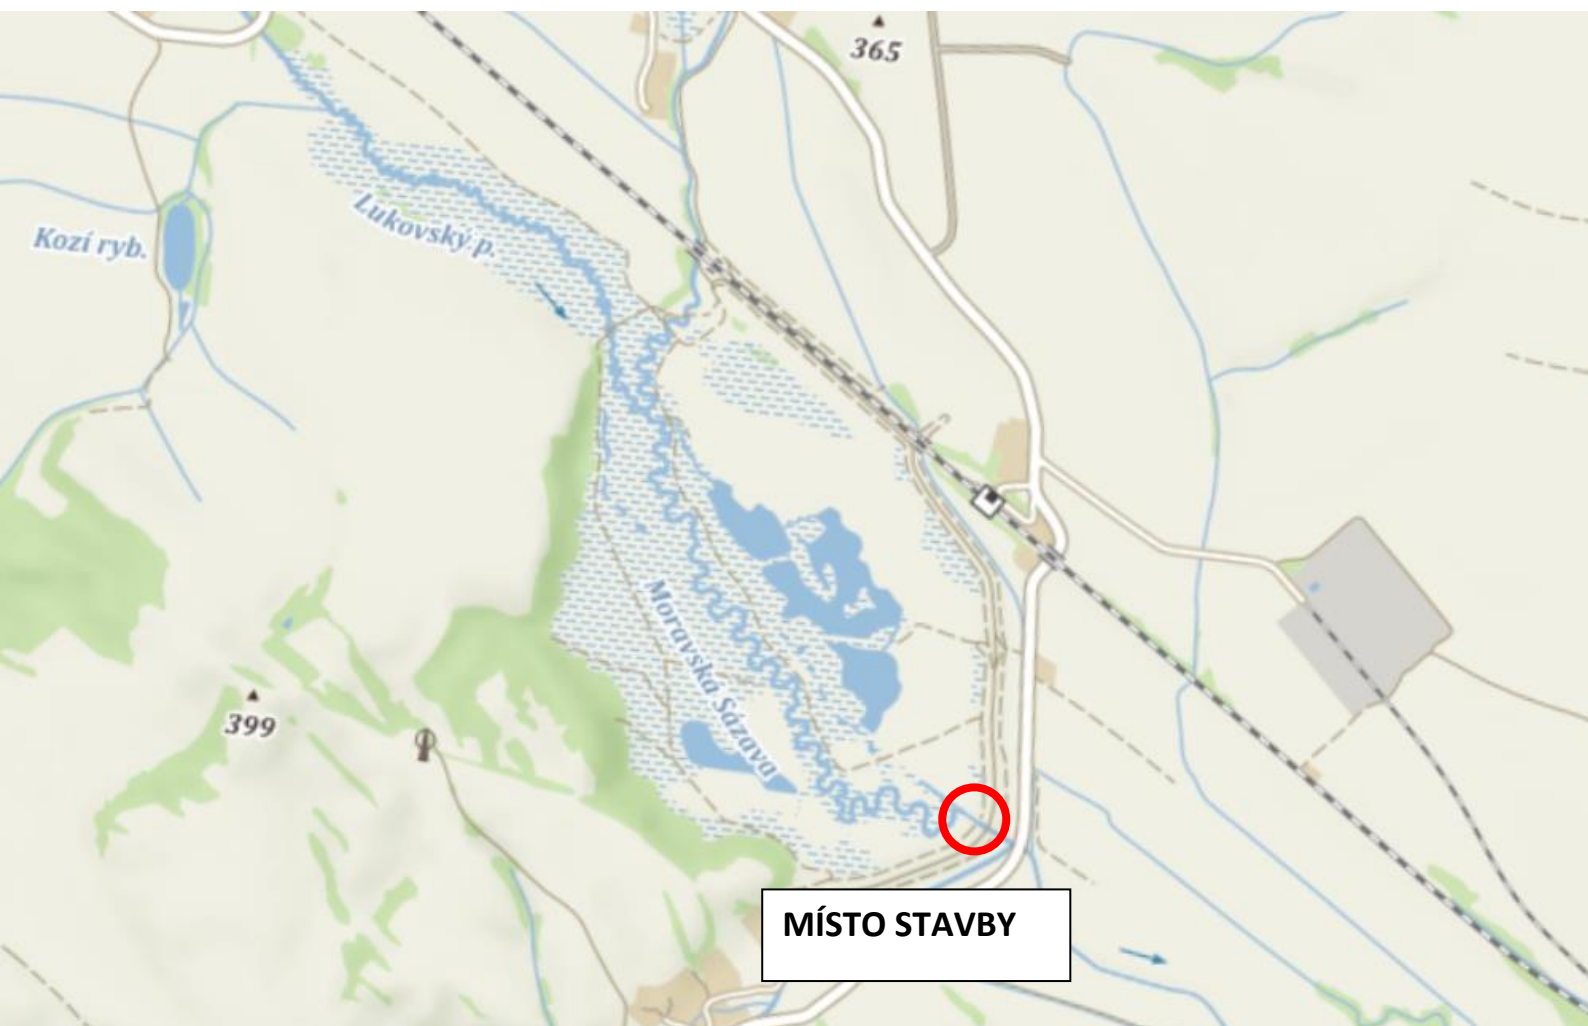 365
Lukovský p.
Kozí ryb.
Moravská Sázava
399
MÍSTO STAVBY